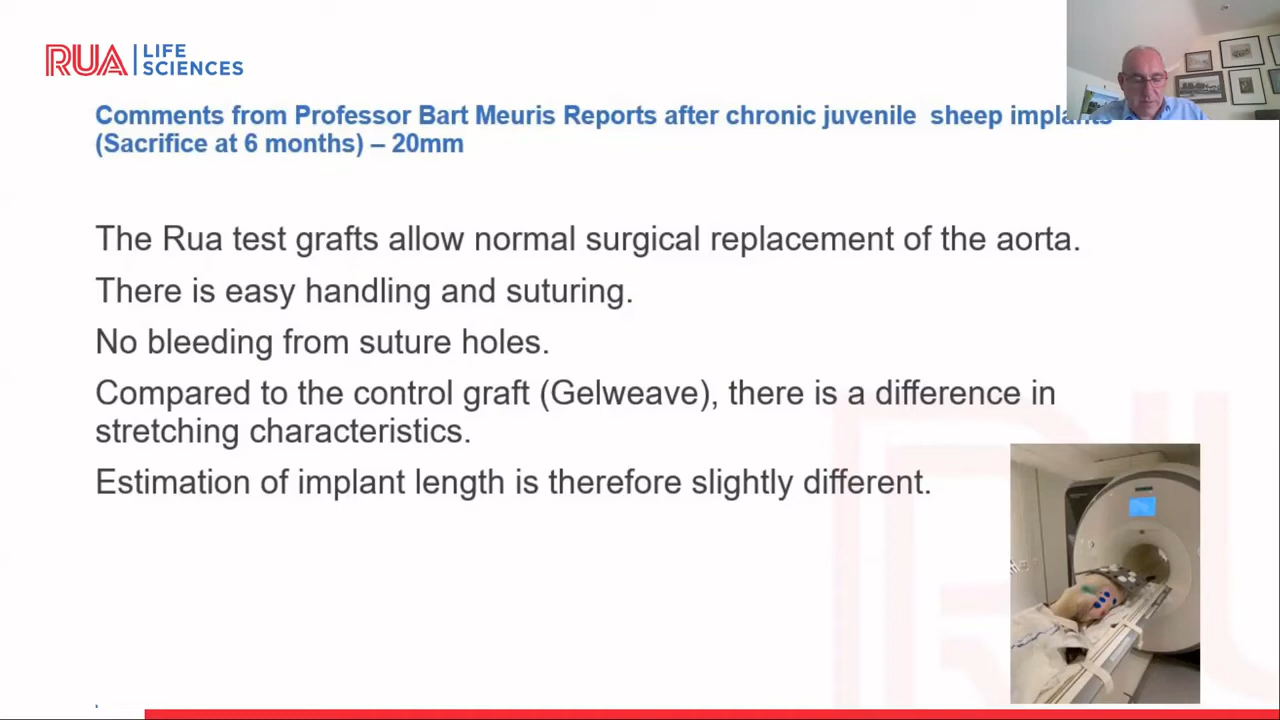 RUA LIFE
SCIENCES
Comments from Professor Bart Meuris Reports after chronic juvenile sheep implants
(Sacrifice at 6 months) – 20mm
The Rua test grafts allow normal surgical replacement of the aorta.
There is easy handling and suturing.
No bleeding from suture holes.
Compared to the control graft (Gelweave), there is a difference in
stretching characteristics.
Estimation of implant length is therefore slightly different.